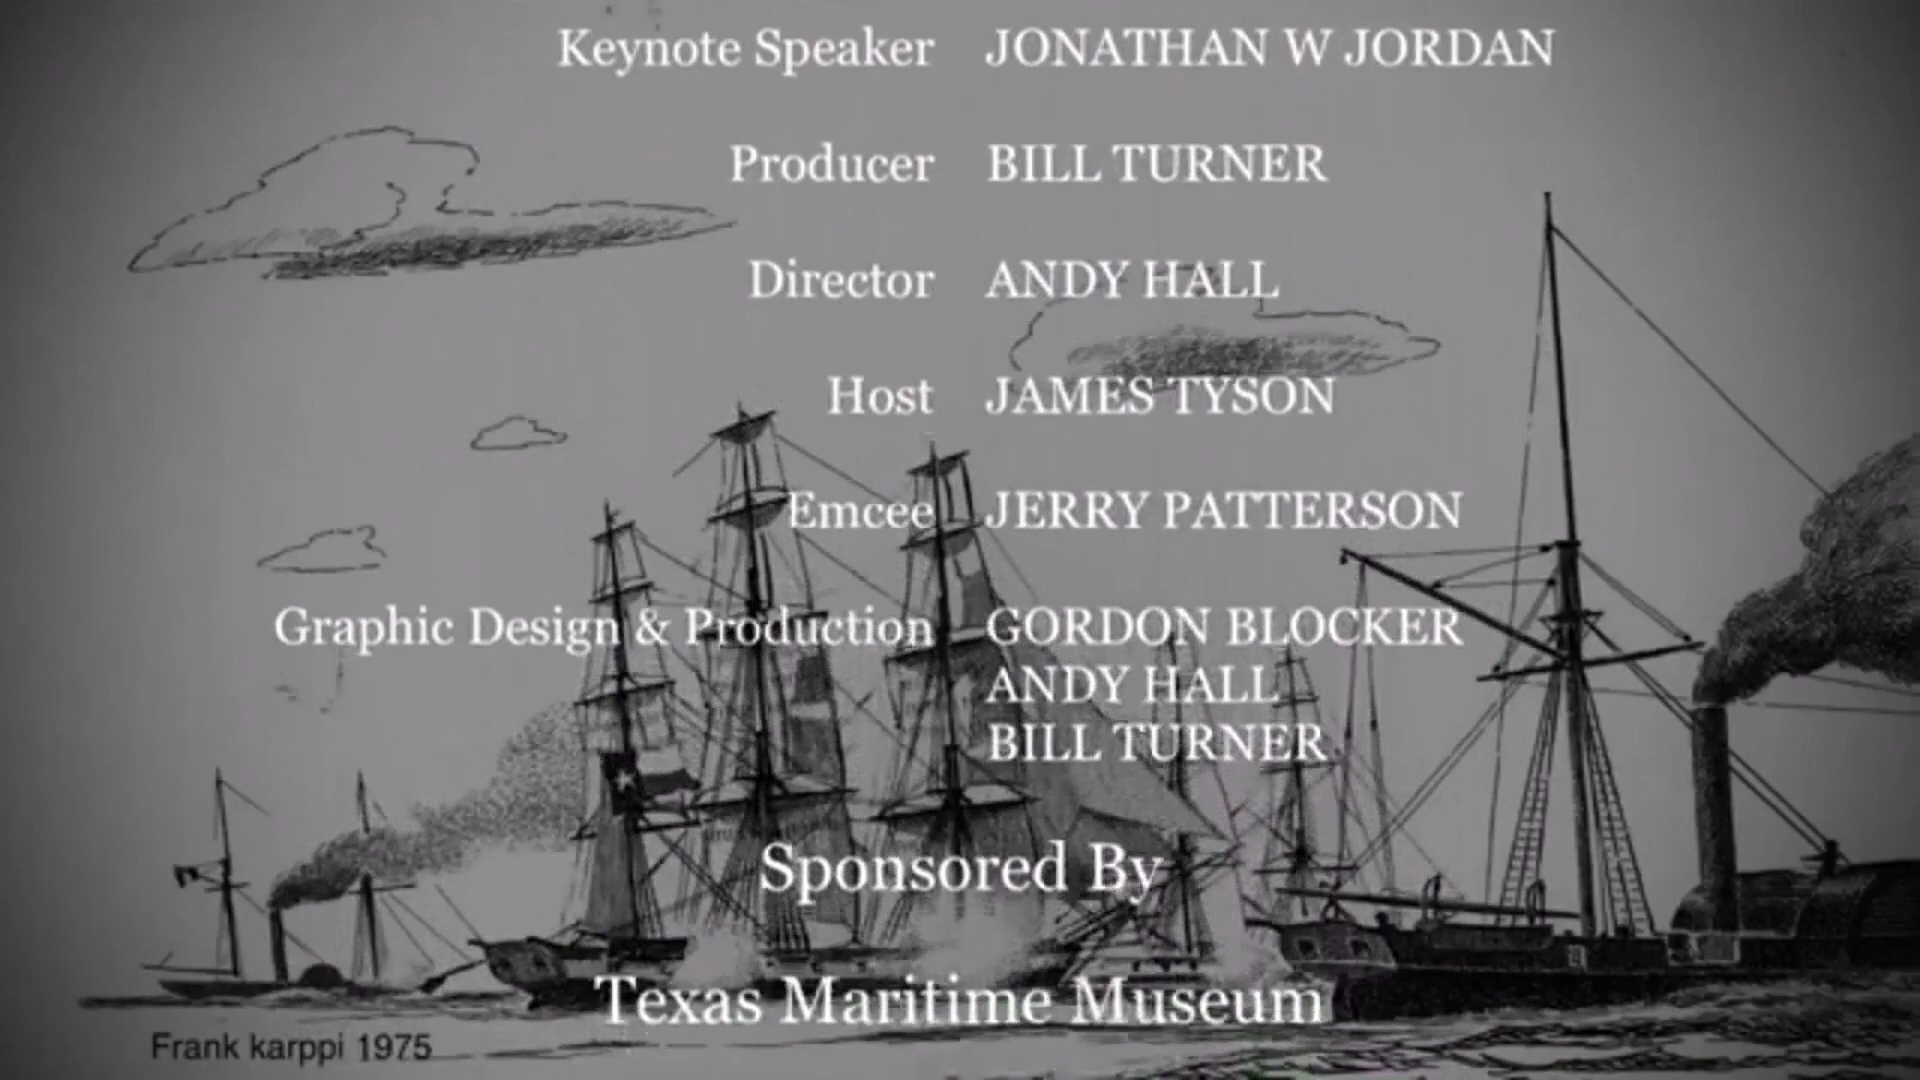 Keynote Speaker JONATHAN W JORDAN
Producer BILL TURNER
Director ANDY HALL
Host JAMES TYSON
Emcee JERRY PATTERSON
Graphic Design & Production GORDON BLOCKER
ANDY HALL
BILL TURNER
Sponsored By
Texas Maritime Museum
Frank karppi 1975